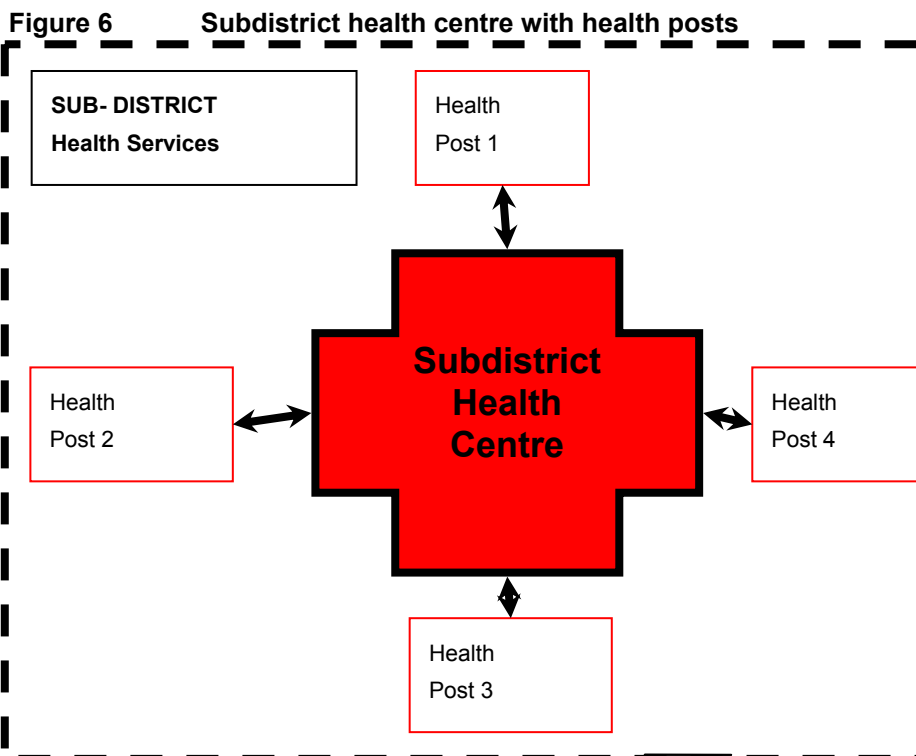 Figure 6 Subdistrict health centre with health posts
SUB- DISTRICT
Health Services
Health
Post 1
Subdistrict
Health
Centre
Health
Post 2
Health
Post 4
Health
Post 3